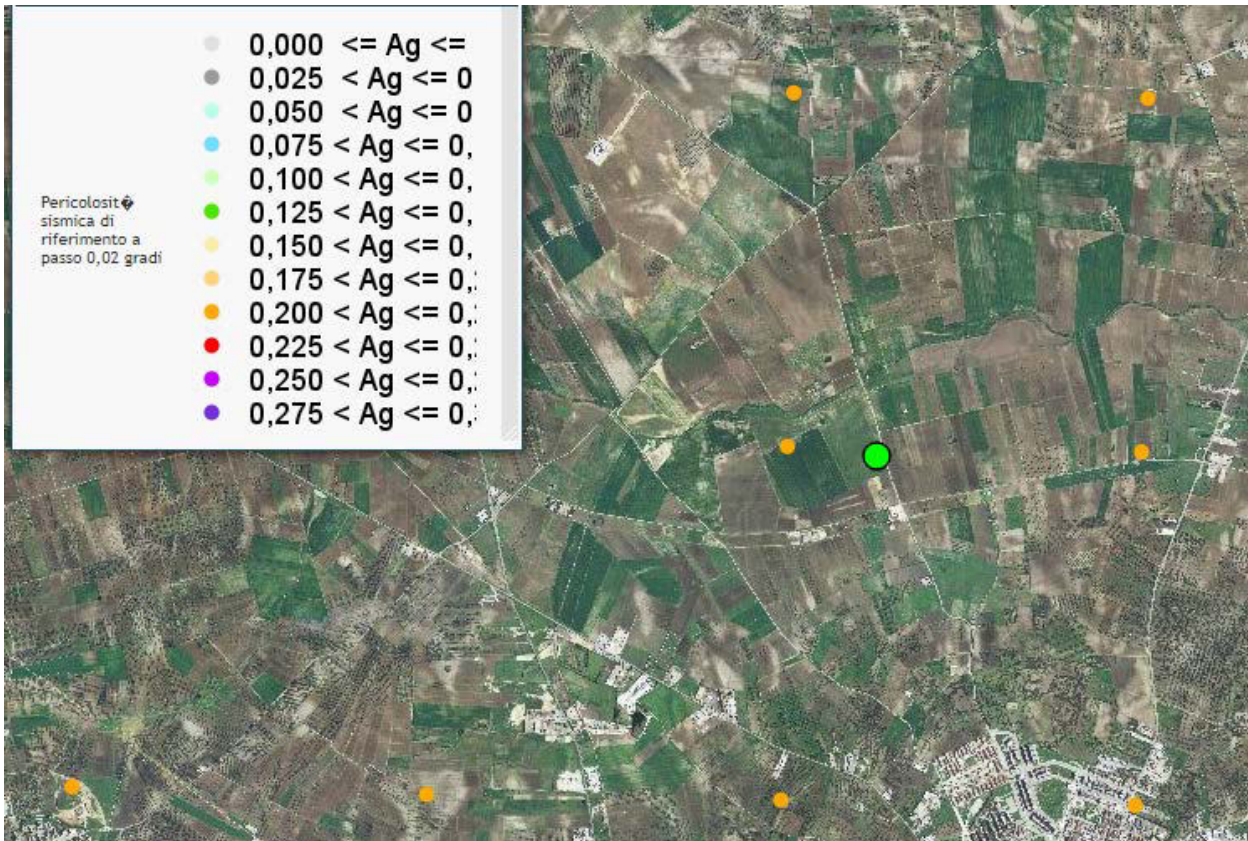 0,000 <= Ag <=
0,025 < Ag <= 0
0,050 < Ag <= 0
0,075 < Ag <= 0,
0,100 < Ag <= 0,
0,125 < Ag <= 0,
0,150 < Ag <= 0,
0,175 < Ag <= 0,
0,200 < Ag <= 0,
0,225 < Ag <= 0,
0,250 < Ag <= 0,
0,275 < Ag <= 0,
Pericolosit�
sismica di
riferimento a
passo 0,02 gradi